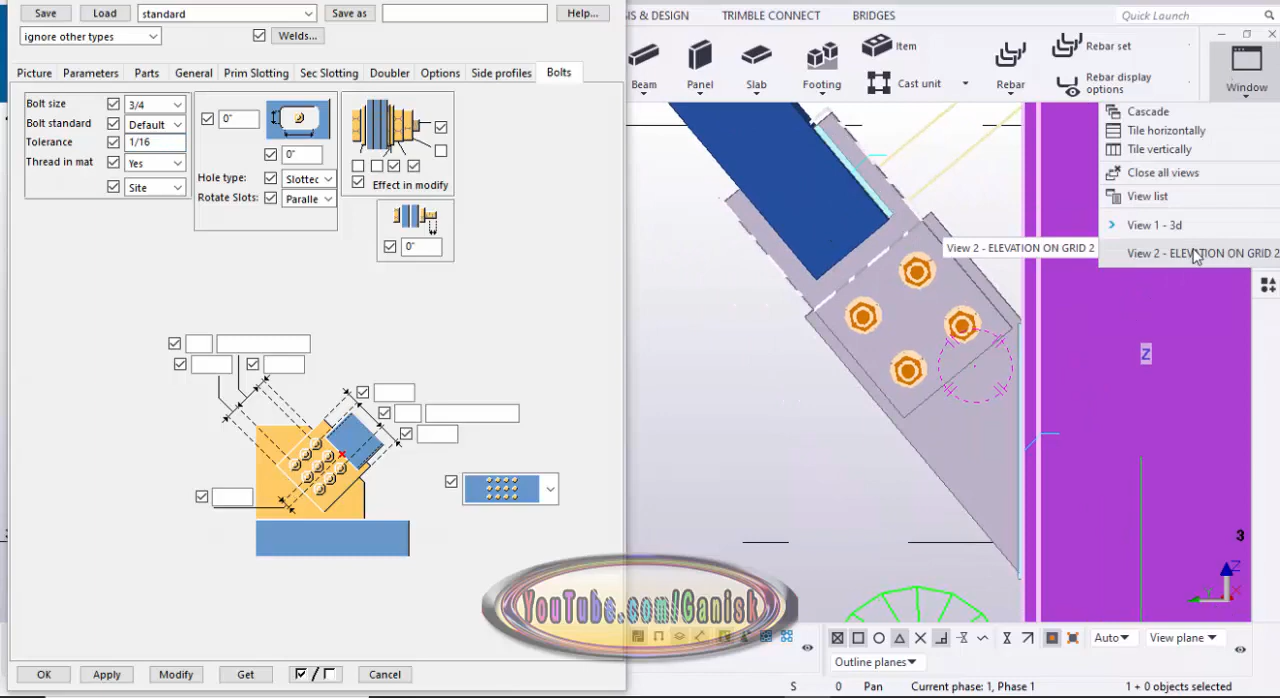 Save
Load
standard
Save as
Help...
ignore other types
Welds...
Picture
Parameters
Parts
General
Prim Slotting
Sec Slotting
Doubler
Options
Side profiles
Bolts
Bolt size
3/4
Bolt standard
Default
Tolerance
1/16
Thread in mat
Yes
Site
0"
0"
Hole type:
Slottec
Rotate Slots:
Paralle
Effect in modify
0"
OK
Apply
Modify
Get
Cancel
IS & DESIGN
TRIMBLE CONNECT
BRIDGES
Quick Launch
Beam
Panel
Slab
Footing
Item
Cast unit
Rebar
Rebar set
Rebar display
options
Window
Cascade
Tile horizontally
Tile vertically
Close all views
View list
View 1 - 3d
View 2 - ELEVATION ON GRID 2
View 2 - ELEVATION ON GRID 2
Z
3
Z
YouTube.com/Ganisk
Auto
View plane
Outline planes
S
0
Pan
Current phase: 1, Phase 1
1 + 0 objects selected